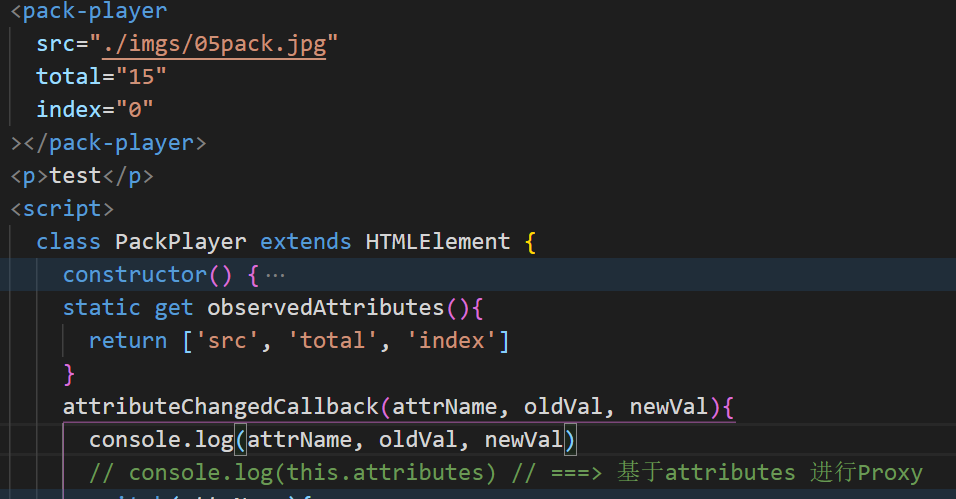 <pack-player
src="./imgs/05pack.jpg"
total="15"
index="0"
></pack-player>
<p>test</p>
<script>
class PackPlayer extends HTMLElement {
constructor() {···
static get observedAttributes(){
return ['src', 'total', 'index']
}
attributeChangedCallback(attrName, oldVal, newVal){
console.log(attrName, oldVal, newVal)
// console.log(this.attributes) // ===> 基于attributes 进行Proxy